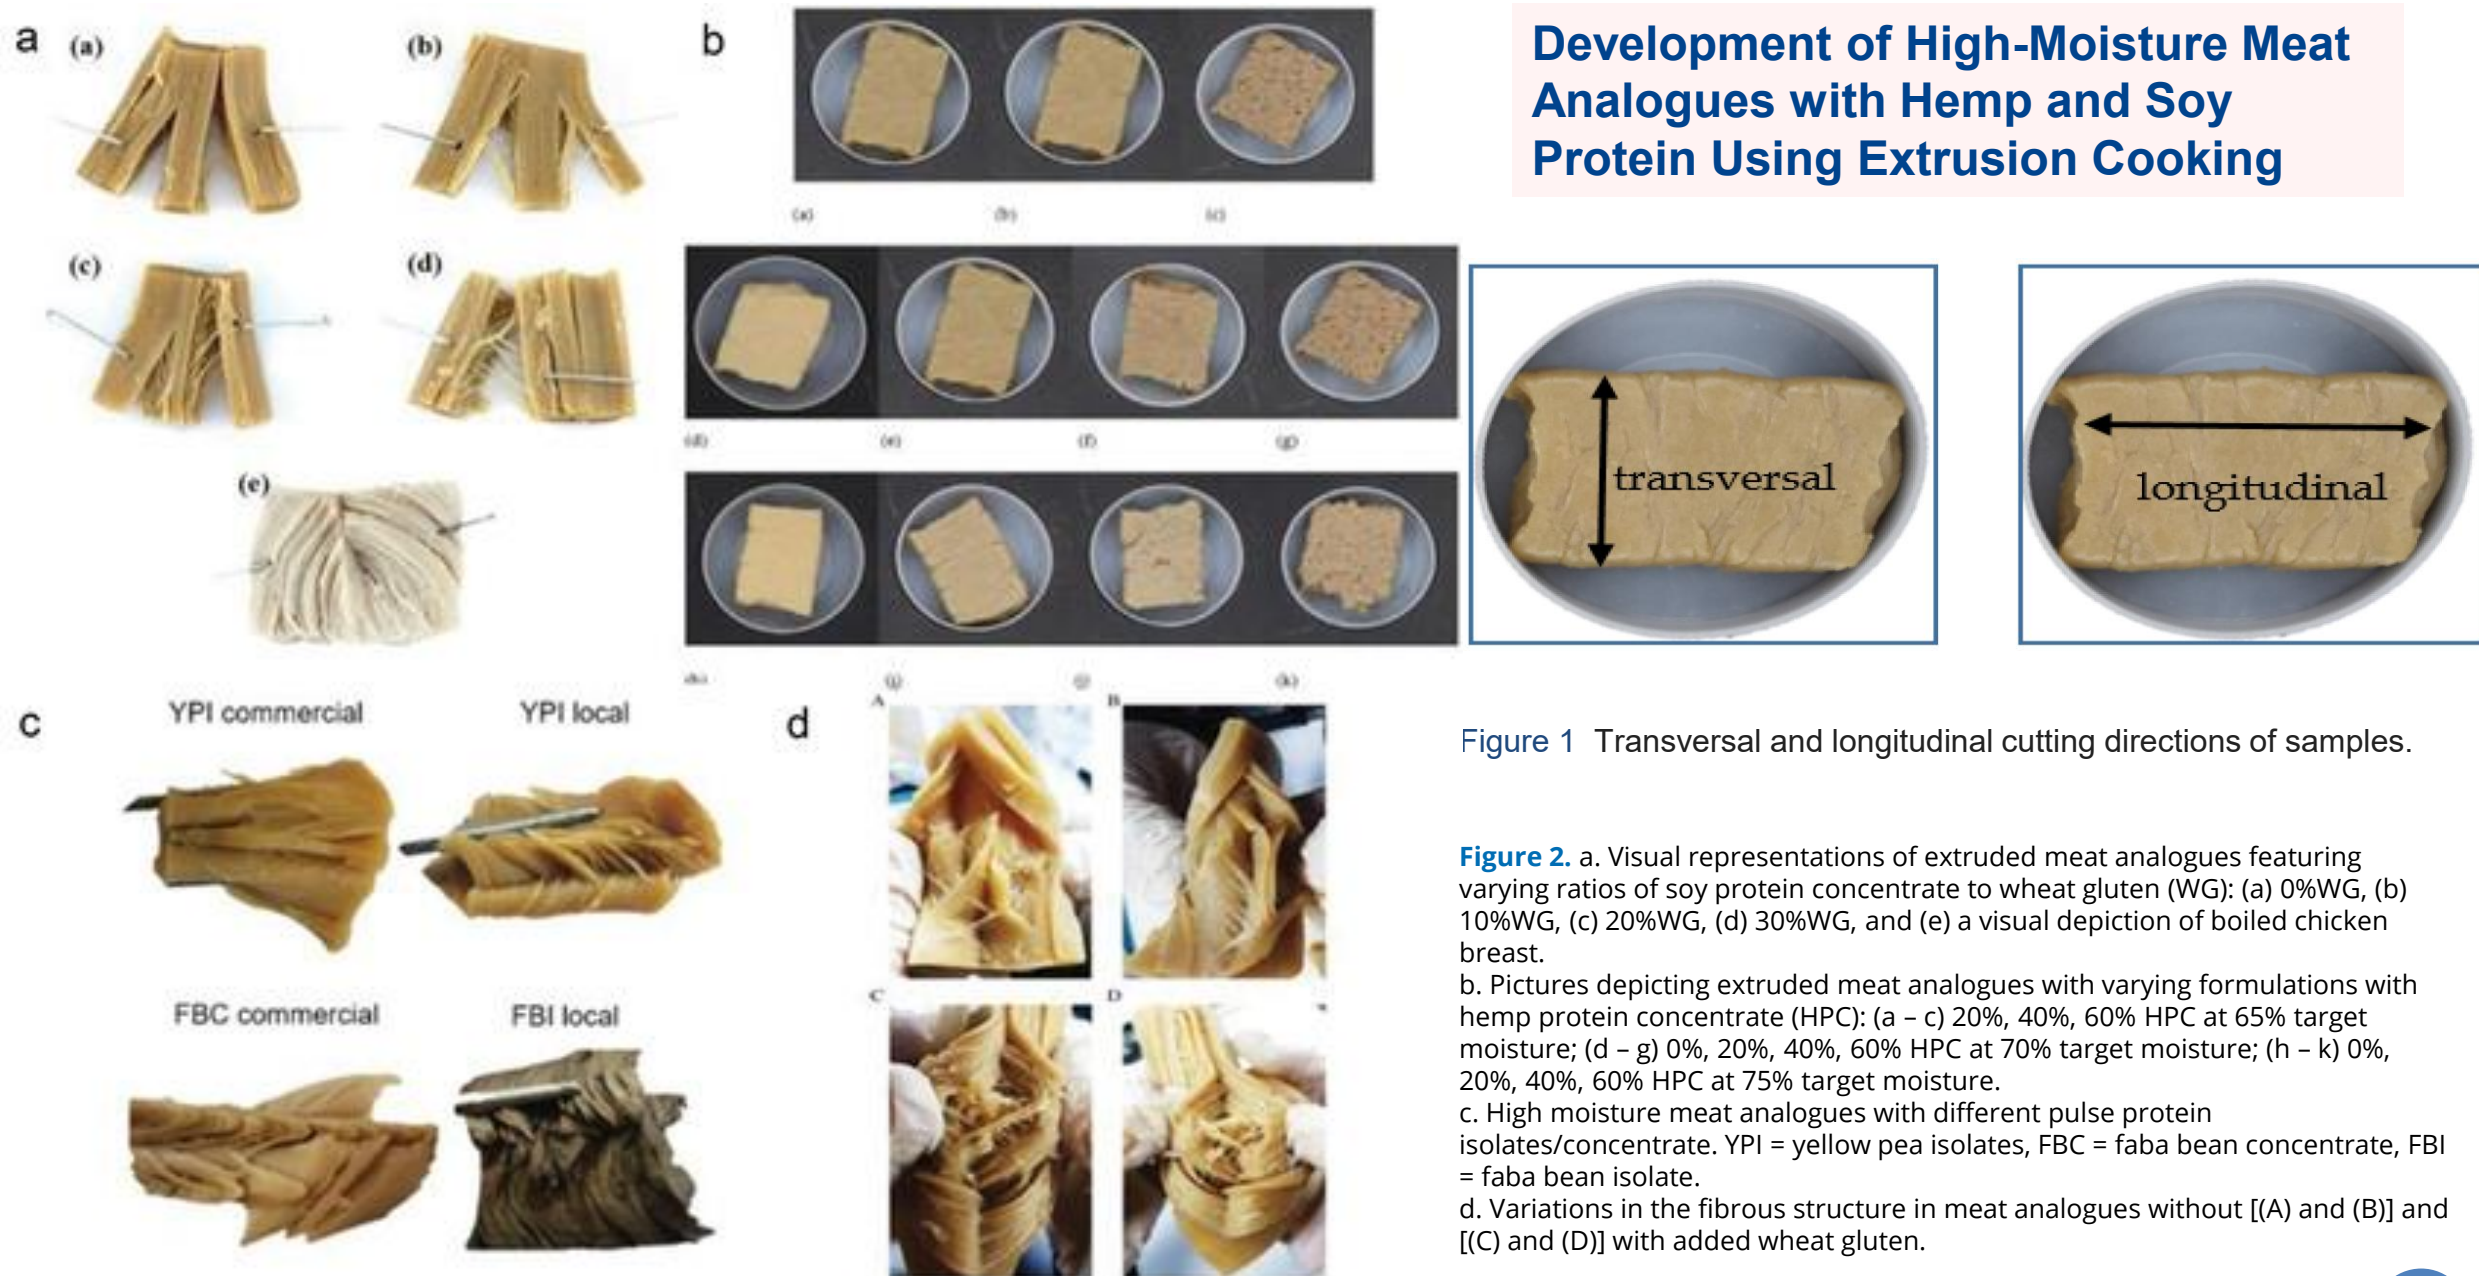 a
(a)
(b)
(c)
(d)
(e)
b
(a)
(b)
(c)
(d)
(e)
(f)
(g)
(j)
(k)
Development of High-Moisture Meat
Analogues with Hemp and Soy
Protein Using Extrusion Cooking
transversal
longitudinal
Figure 1 Transversal and longitudinal cutting directions of samples.
c
YPI commercial
YPI local
FBC commercial
FBI local
d
A
B
C
D
Figure 2. a. Visual representations of extruded meat analogues featuring
varying ratios of soy protein concentrate to wheat gluten (WG): (a) 0%WG, (b)
10%WG, (c) 20%WG, (d) 30%WG, and (e) a visual depiction of boiled chicken
breast.
b. Pictures depicting extruded meat analogues with varying formulations with
hemp protein concentrate (HPC): (a – c) 20%, 40%, 60% HPC at 65% target
moisture; (d – g) 0%, 20%, 40%, 60% HPC at 70% target moisture; (h – k) 0%,
20%, 40%, 60% HPC at 75% target moisture.
c. High moisture meat analogues with different pulse protein
isolates/concentrate. YPI = yellow pea isolates, FBC = faba bean concentrate, FBI
= faba bean isolate.
d. Variations in the fibrous structure in meat analogues without [(A) and (B)] and
[(C) and (D)] with added wheat gluten.